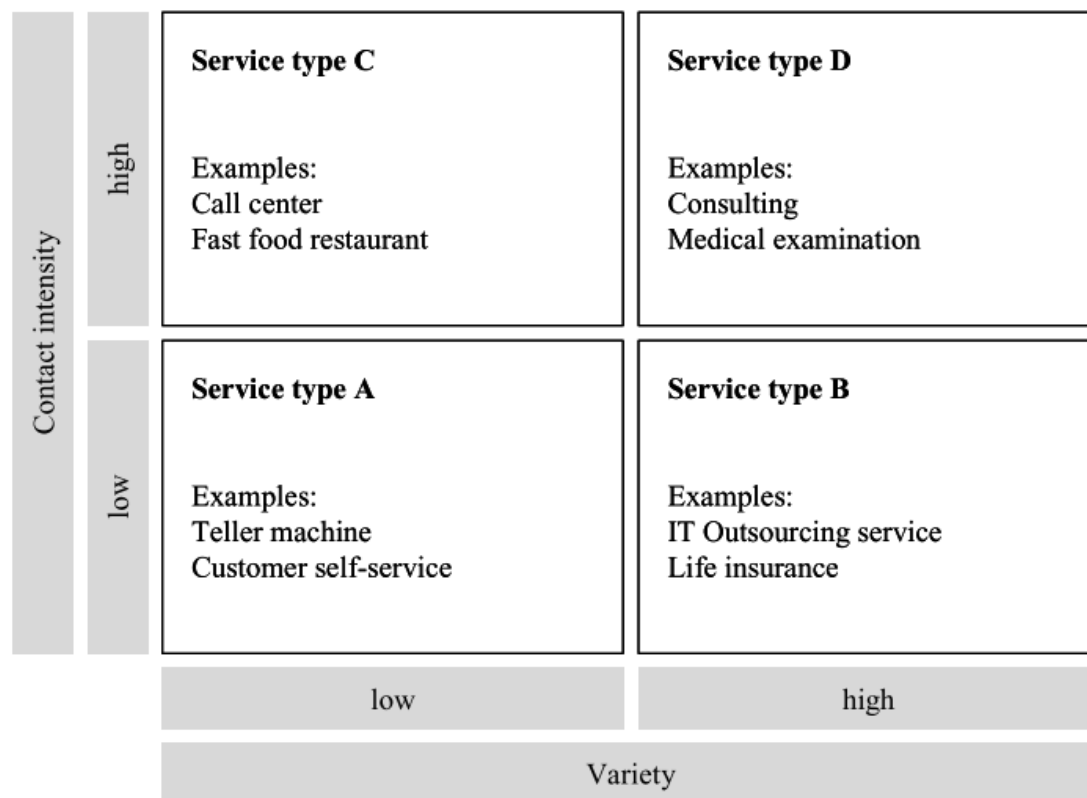 Contact intensity
high
Service type C
Examples:
Call center
Fast food restaurant
Service type D
Examples:
Consulting
Medical examination
low
Service type A
Examples:
Teller machine
Customer self-service
Service type B
Examples:
IT Outsourcing service
Life insurance
low
high
Variety